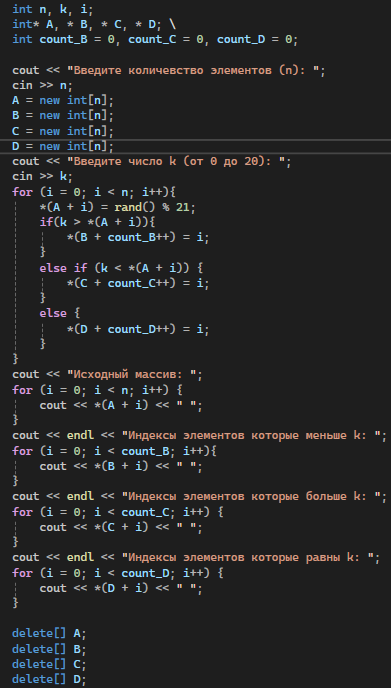 int n, k, i;
int* A, * B, * C, * D; \
int count_B = 0, count_C = 0, count_D = 0;
cout << "Введите количевство элементов (n): ";
cin >> n;
A = new int[n];
B = new int[n];
C = new int[n];
D = new int[n];
cout << "Введите число k (от 0 до 20): ";
cin >> k;
for (i = 0; i < n; i++){
*(A + i) = rand() % 21;
if(k > *(A + i)){
*(B + count_B++) = i;
}
else if (k < *(A + i)) {
*(C + count_C++) = i;
}
else {
*(D + count_D++) = i;
}
}
cout << "Исходный массив: ";
for (i = 0; i < n; i++) {
cout << *(A + i) << " ";
}
cout << endl << "Индексы элементов которые меньше k: ";
for (i = 0; i < count_B; i++){
cout << *(B + i) << " ";
}
cout << endl << "Индексы элементов которые больше k: ";
for (i = 0; i < count_C; i++) {
cout << *(C + i) << " ";
}
cout << endl << "Индексы элементов которые равны k: ";
for (i = 0; i < count_D; i++) {
cout << *(D + i) << " ";
}
delete[] A;
delete[] B;
delete[] C;
delete[] D;